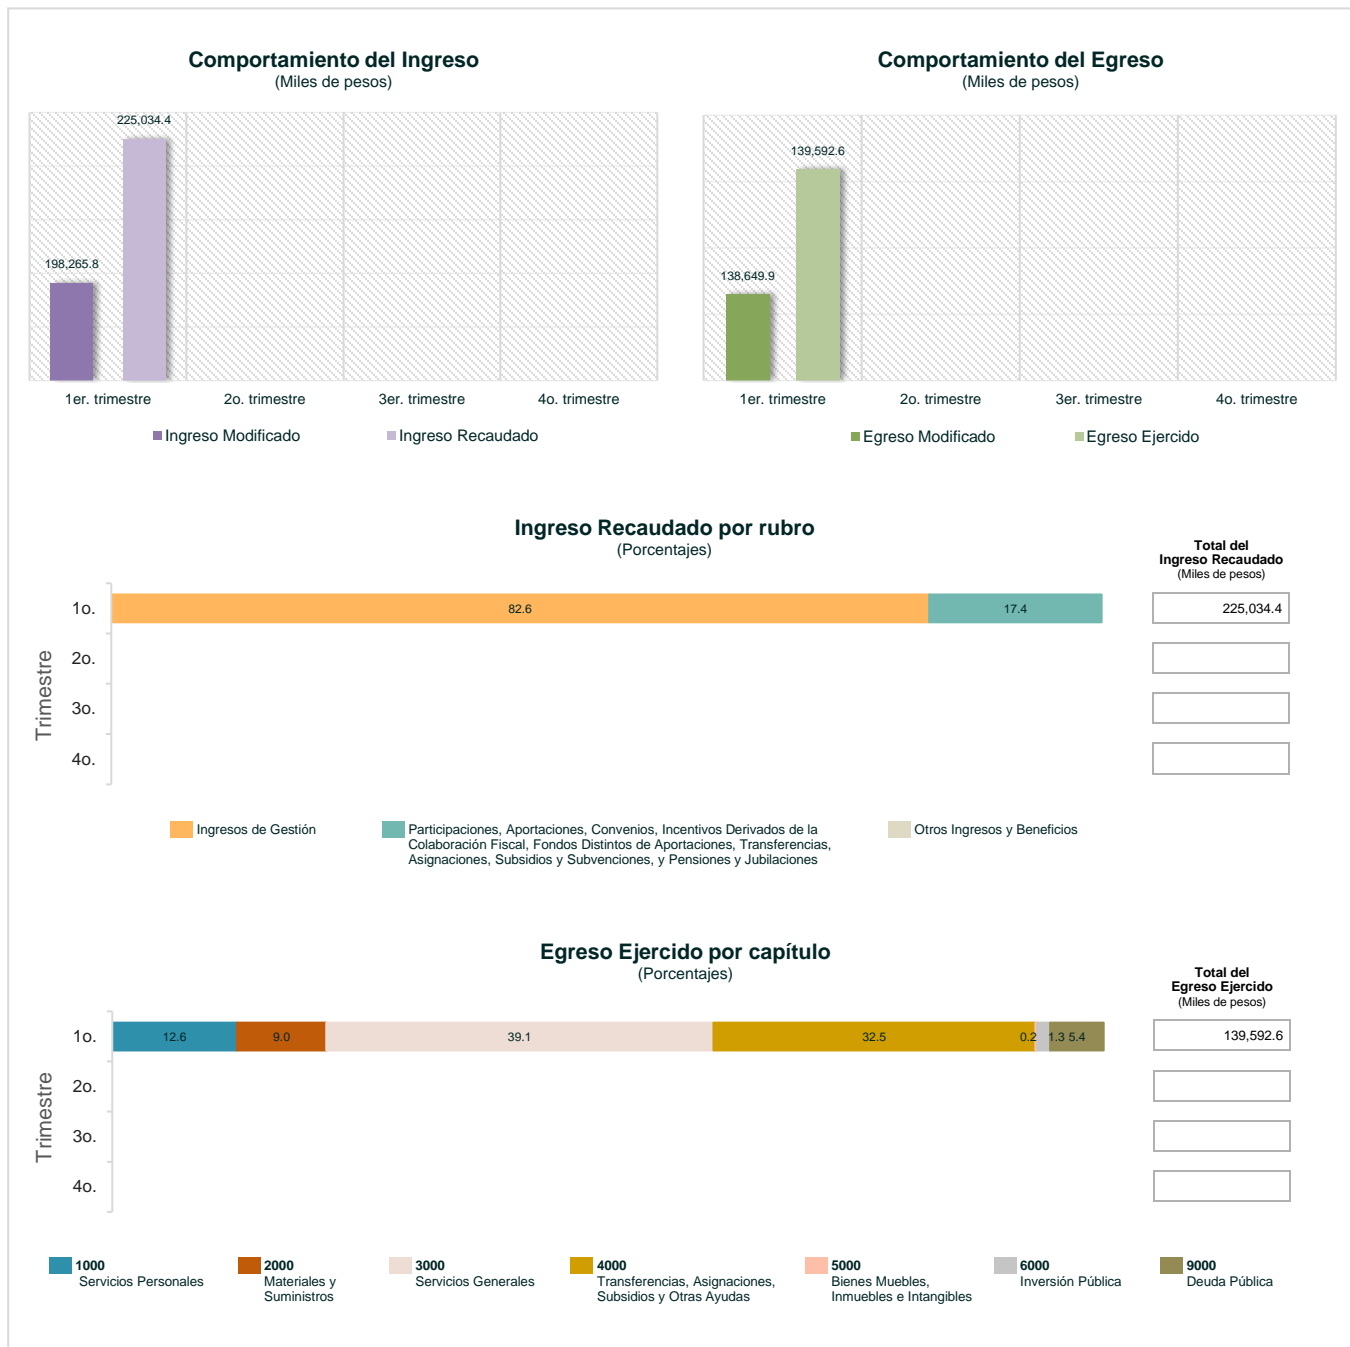 Comportamiento del Ingreso
(Miles de pesos)
225,034.4
198,265.8
1er. trimestre
2o. trimestre
3er. trimestre
4o. trimestre
Ingreso Modificado
Ingreso Recaudado
Comportamiento del Egreso
(Miles de pesos)
139,592.6
138,649.9
1er. trimestre
2o. trimestre
3er. trimestre
4o. trimestre
Egreso Modificado
Egreso Ejercido
Ingreso Recaudado por rubro
(Porcentajes)
Total del
Ingreso Recaudado
(Miles de pesos)
Trimestre
1o.
82.6
17.4
225,034.4
2o.
3o.
4o.
Ingresos de Gestión
Participaciones, Aportaciones, Convenios, Incentivos Derivados de la
Colaboración Fiscal, Fondos Distintos de Aportaciones, Transferencias,
Asignaciones, Subsidios y Subvenciones, y Pensiones y Jubilaciones
Otros Ingresos y Beneficios
Egreso Ejercido por capítulo
(Porcentajes)
Total del
Egreso Ejercido
(Miles de pesos)
Trimestre
1o.
12.6
9.0
39.1
32.5
0.2
1.3
5.4
139,592.6
2o.
3o.
4o.
1000
Servicios Personales
2000
Materiales y
Suministros
3000
Servicios Generales
4000
Transferencias, Asignaciones,
Subsidios y Otras Ayudas
5000
Bienes Muebles,
Inmuebles e Intangibles
6000
Inversión Pública
9000
Deuda Pública